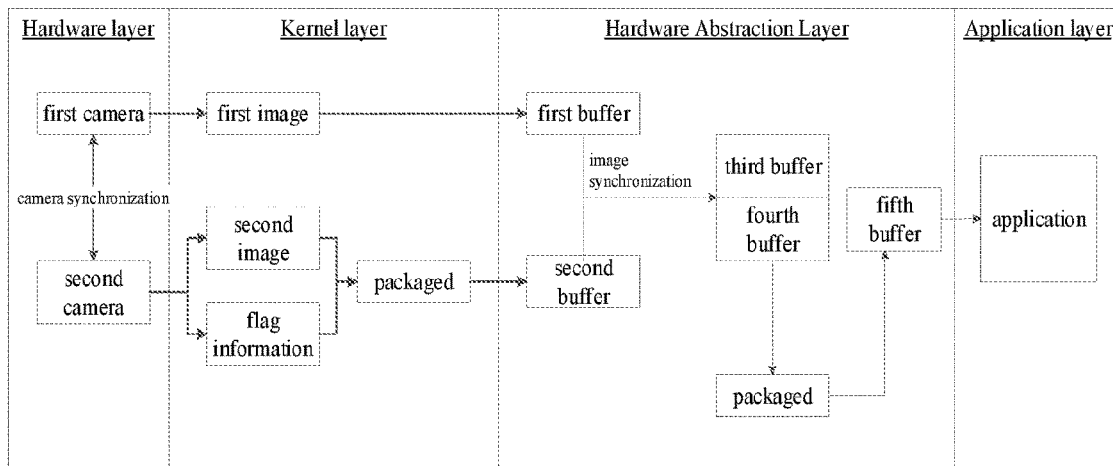 Hardware layer
Kernel layer
Hardware Abstraction Layer
Application layer
first camera
first image
first buffer
image
synchronization
third buffer
camera synchronization
second
image
fourth
buffer
fifth
buffer
application
second
camera
packaged
second
buffer
flag
information
packaged